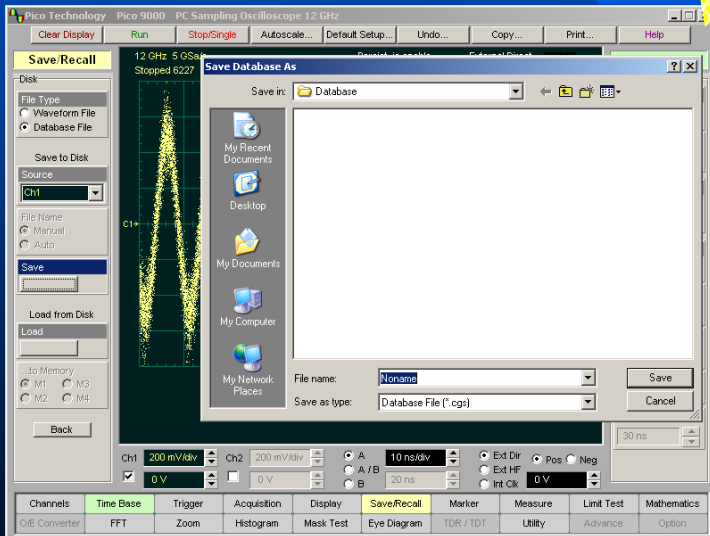 Pico Technology Pico 9000 PC Sampling Oscilloscope 12 GHz
Clear Display Run Stop/Single Autoscale... Default Setup... Undo... Copy... Print... Help
Save/Recall
12 GHz 5 GSa/s
Stopped 6227
Disk
File Type
Waveform File
Database File
Save to Disk
Source
Ch1
File Name
Manual
Auto
Save
Load from Disk
Load
...to Memory
M1 M3
M2 M4
Back
C1
Save Database As
Save in: Database
My Recent Documents
Desktop
My Documents
My Computer
My Network Places
File name: Noname Save
Save as type: Database File (*.cgs) Cancel
30 ns
Ch1 200 mV/div Ch2 200 mV/div A 10 ns/div Ext Dir Pos Neg
A / B Ext HF
0 V 0 V B 20 ns Int Clk 0 V
Channels Time Base Trigger Acquisition Display Save/Recall Marker Measure Limit Test Mathematics
O/E Converter FFT Zoom Histogram Mask Test Eye Diagram TDR / TDT Utility Advance Option